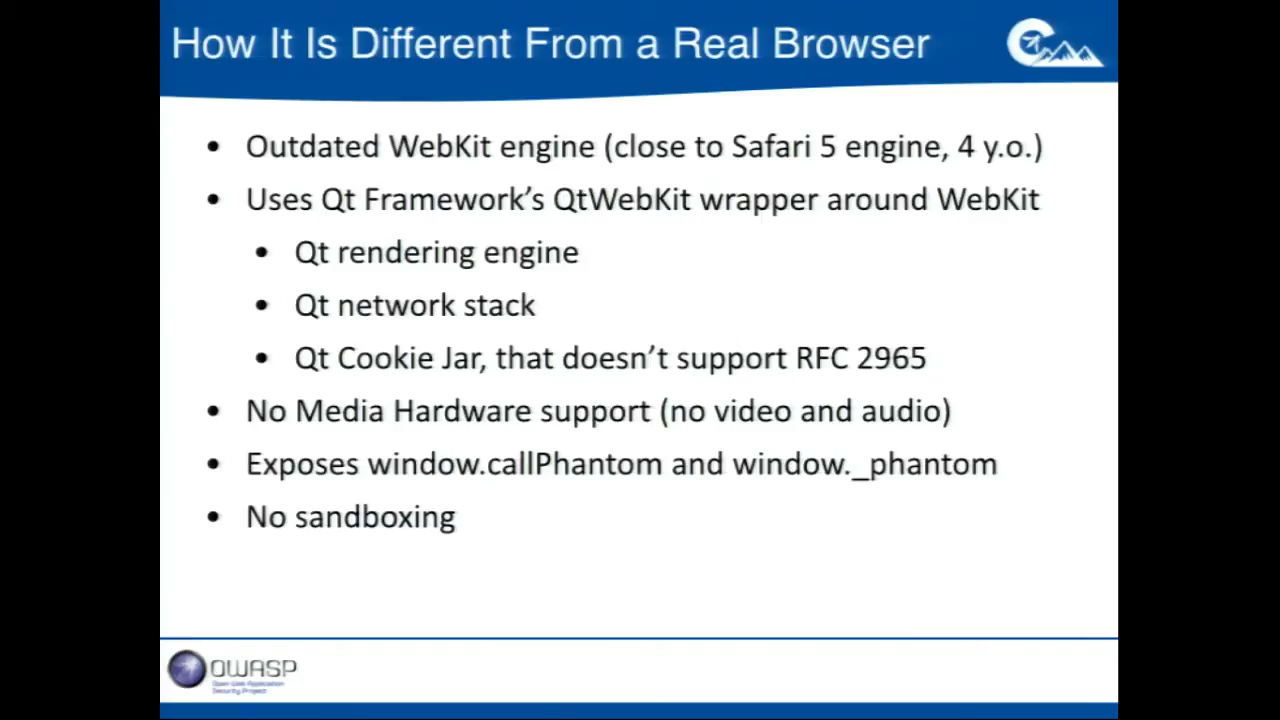 How It Is Different From a Real Browser
• Outdated WebKit engine (close to Safari 5 engine, 4 y.o.)
• Uses Qt Framework’s QtWebKit wrapper around WebKit
• Qt rendering engine
• Qt network stack
• Qt Cookie Jar, that doesn’t support RFC 2965
• No Media Hardware support (no video and audio)
• Exposes window.callPhantom and window._phantom
• No sandboxing
OWASP
Open Web Application
Security Project